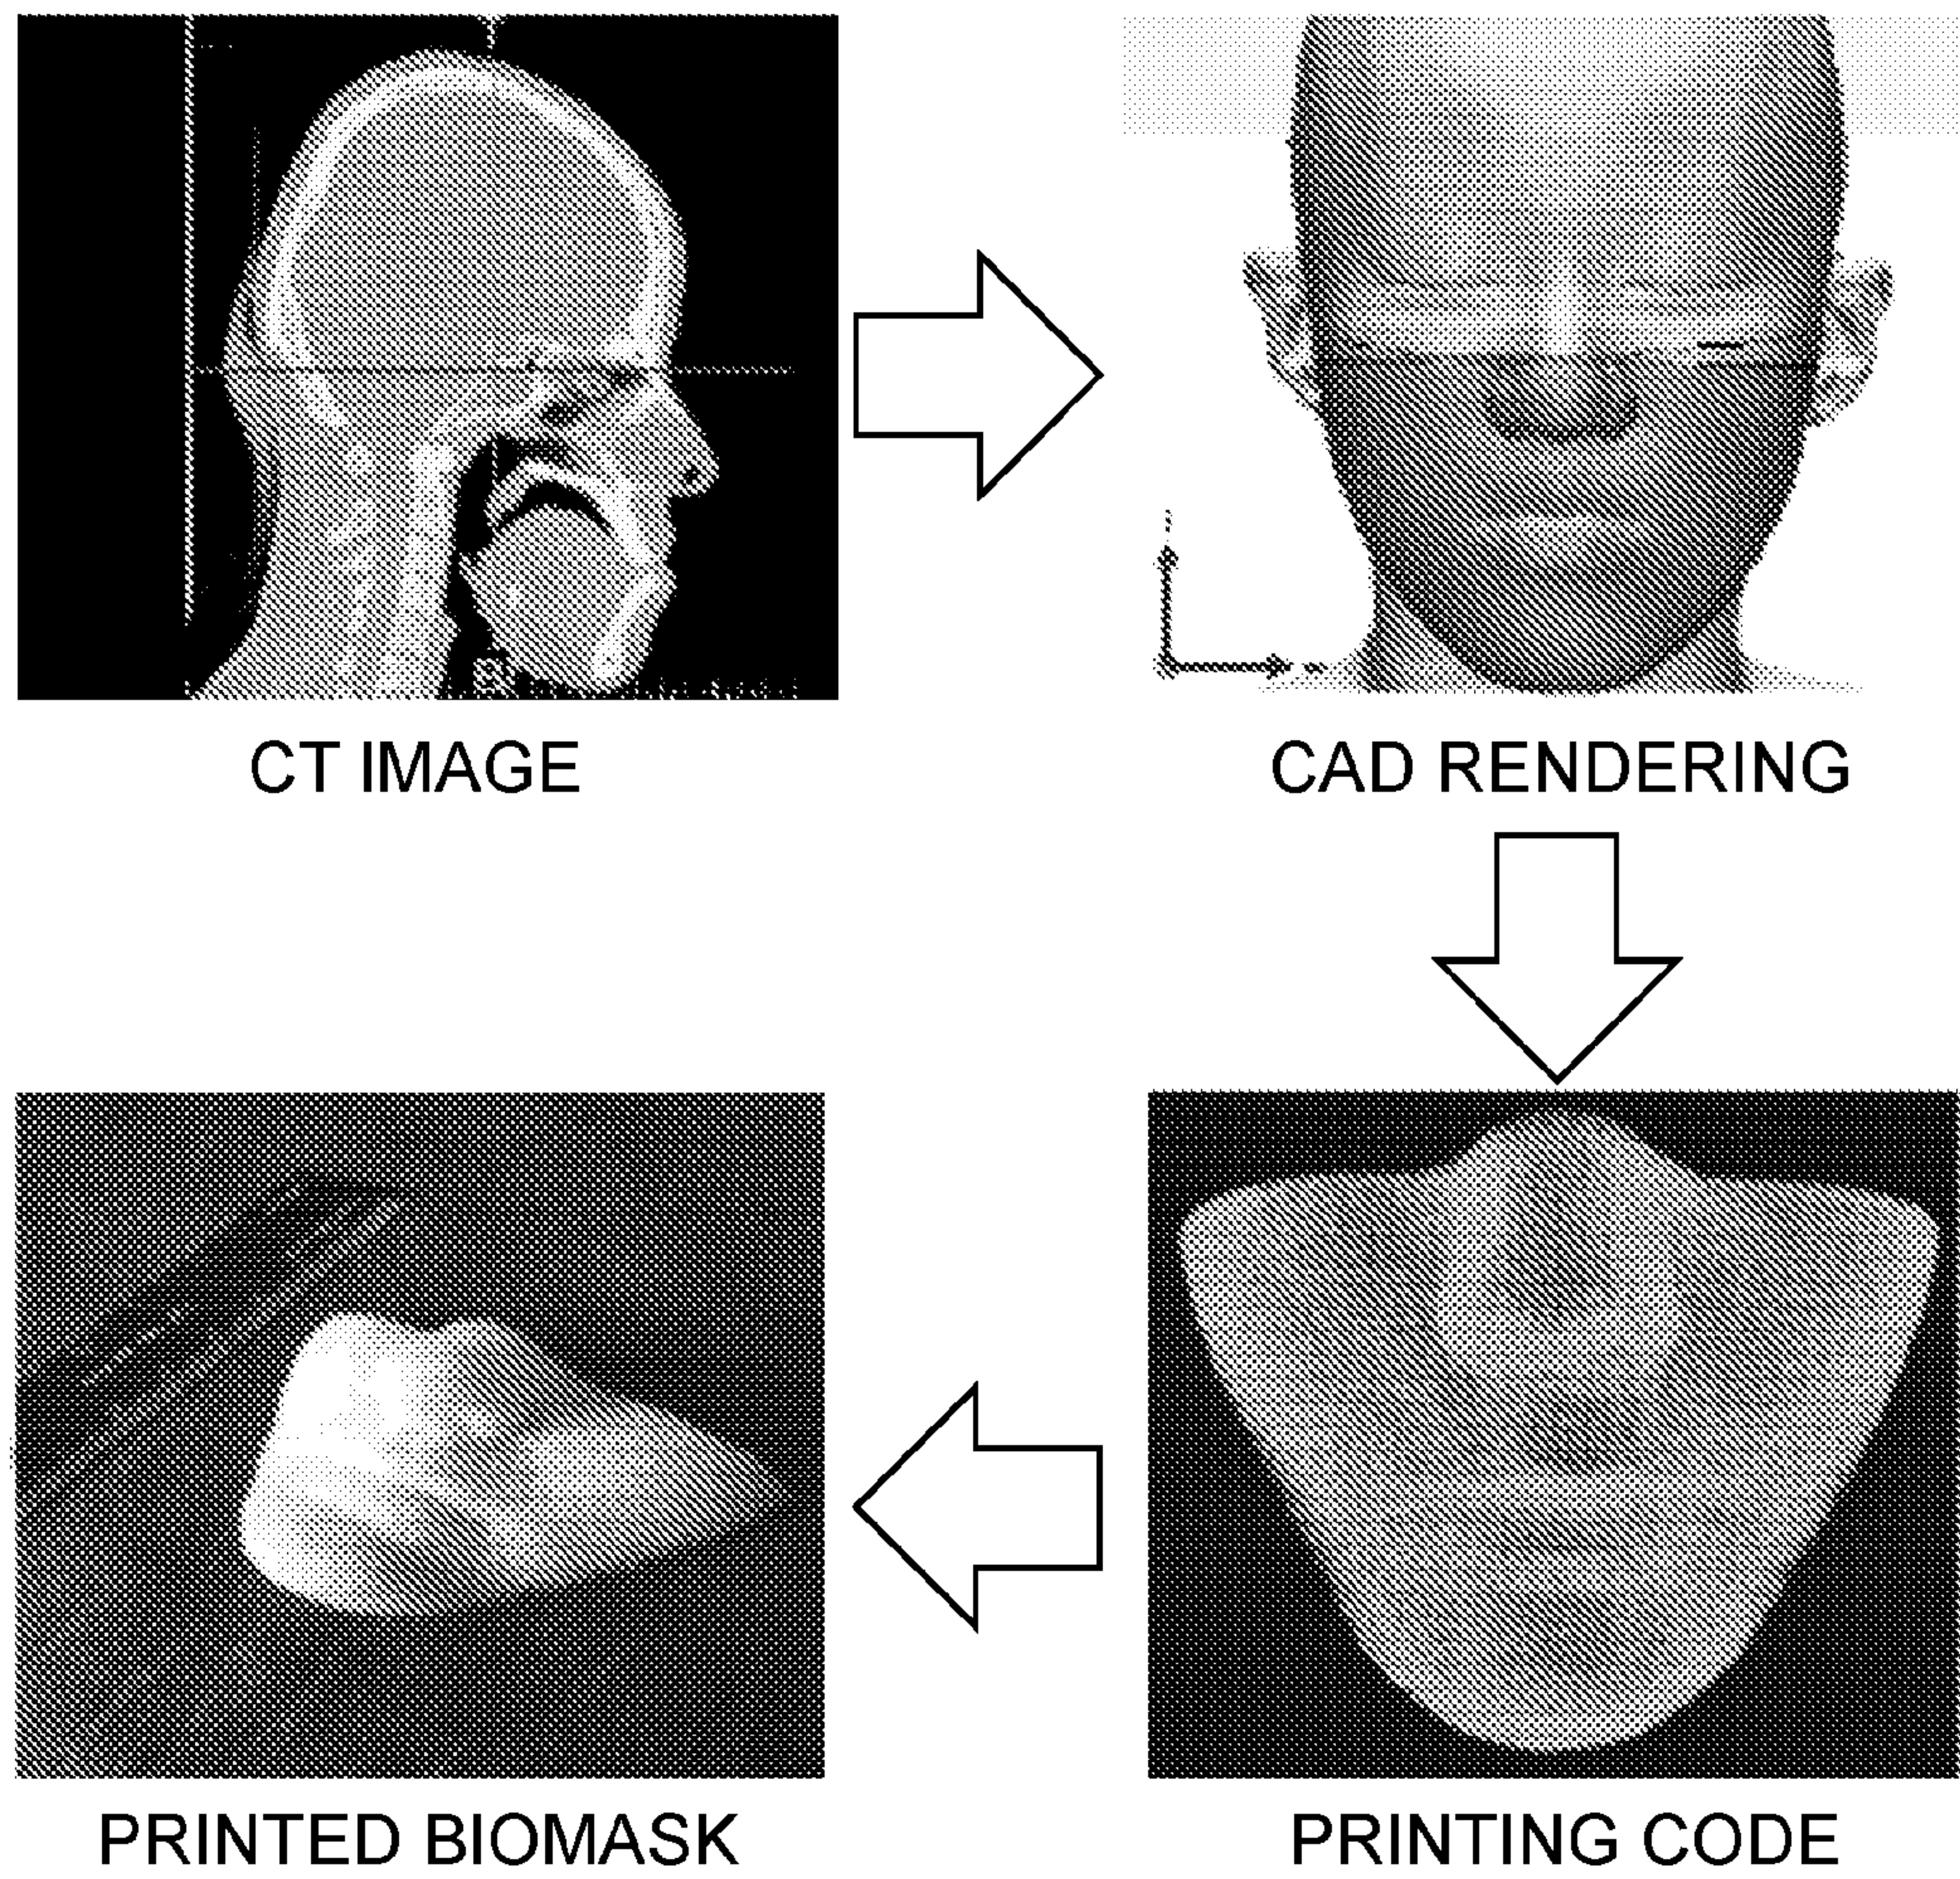 CT IMAGE
CAD RENDERING
PRINTED BIOMASK
PRINTING CODE